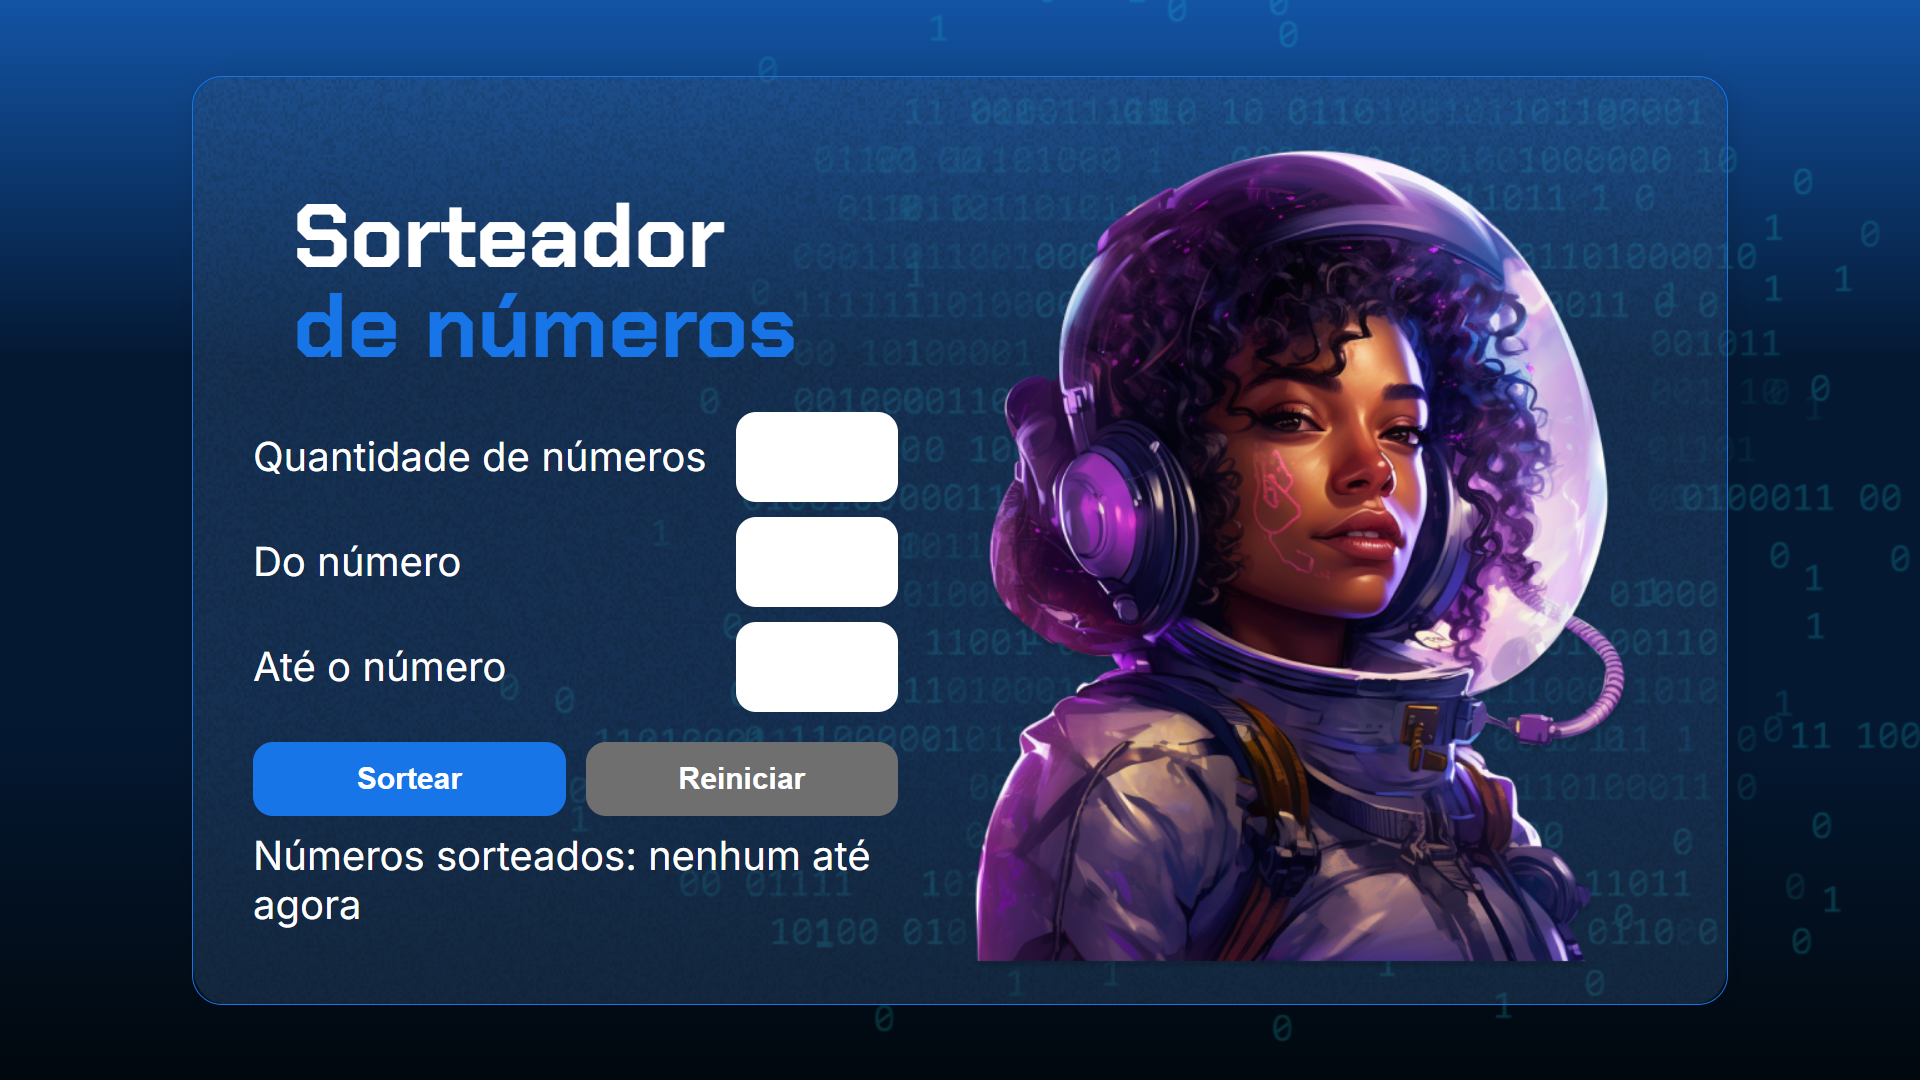 Sorteador
de números
Quantidade de números
Do número
Até o número
Sortear
Reiniciar
Números sorteados: nenhum até
agora